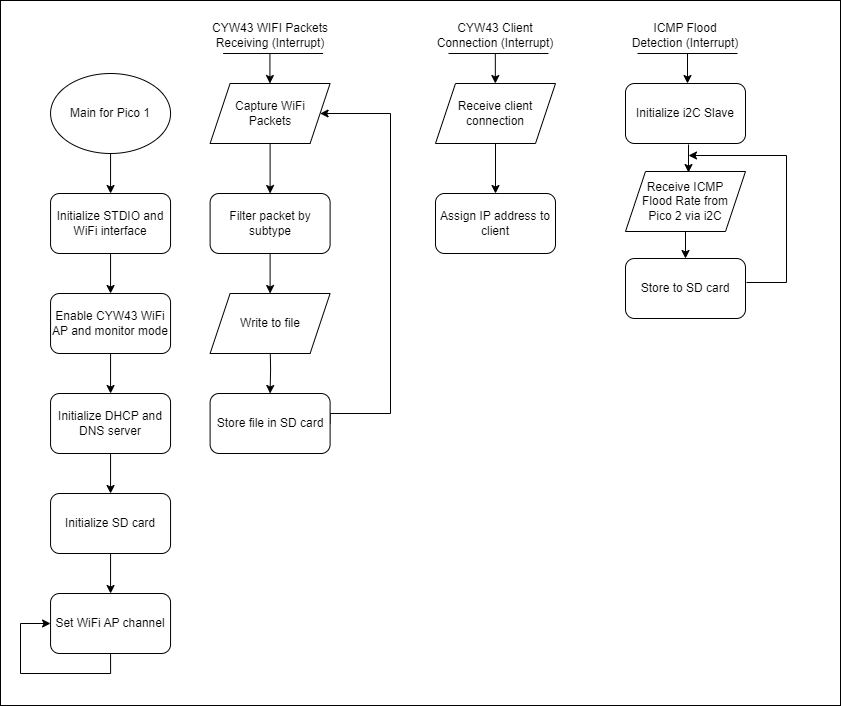 Main for Pico 1
Initialize STDIO and
WiFi interface
Enable CYW43 WiFi
AP and monitor mode
Initialize DHCP and
DNS server
Initialize SD card
Set WiFi AP channel
CYW43 WIFI Packets
Receiving (Interrupt)
Capture WiFi
Packets
Filter packet by
subtype
Write to file
Store file in SD card
CYW43 Client
Connection (Interrupt)
Receive client
connection
Assign IP address to
client
ICMP Flood
Detection (Interrupt)
Initialize i2C Slave
Receive ICMP
Flood Rate from
Pico 2 via i2C
Store to SD card